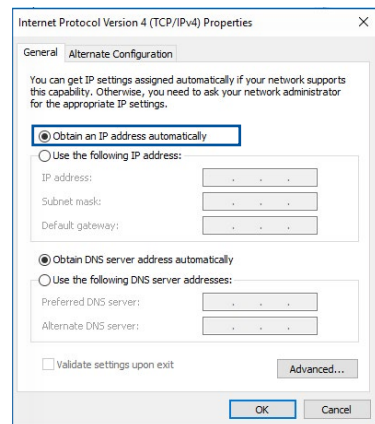 Internet Protocol Version 4 (TCP/IPv4) Properties
General Alternate Configuration
You can get IP settings assigned automatically if your network supports
this capability. Otherwise, you need to ask your network administrator
for the appropriate IP settings.
Obtain an IP address automatically
Use the following IP address:
IP address:
Subnet mask:
Default gateway:
Obtain DNS server address automatically
Use the following DNS server addresses:
Preferred DNS server:
Alternate DNS server:
Validate settings upon exit
Advanced...
OK Cancel